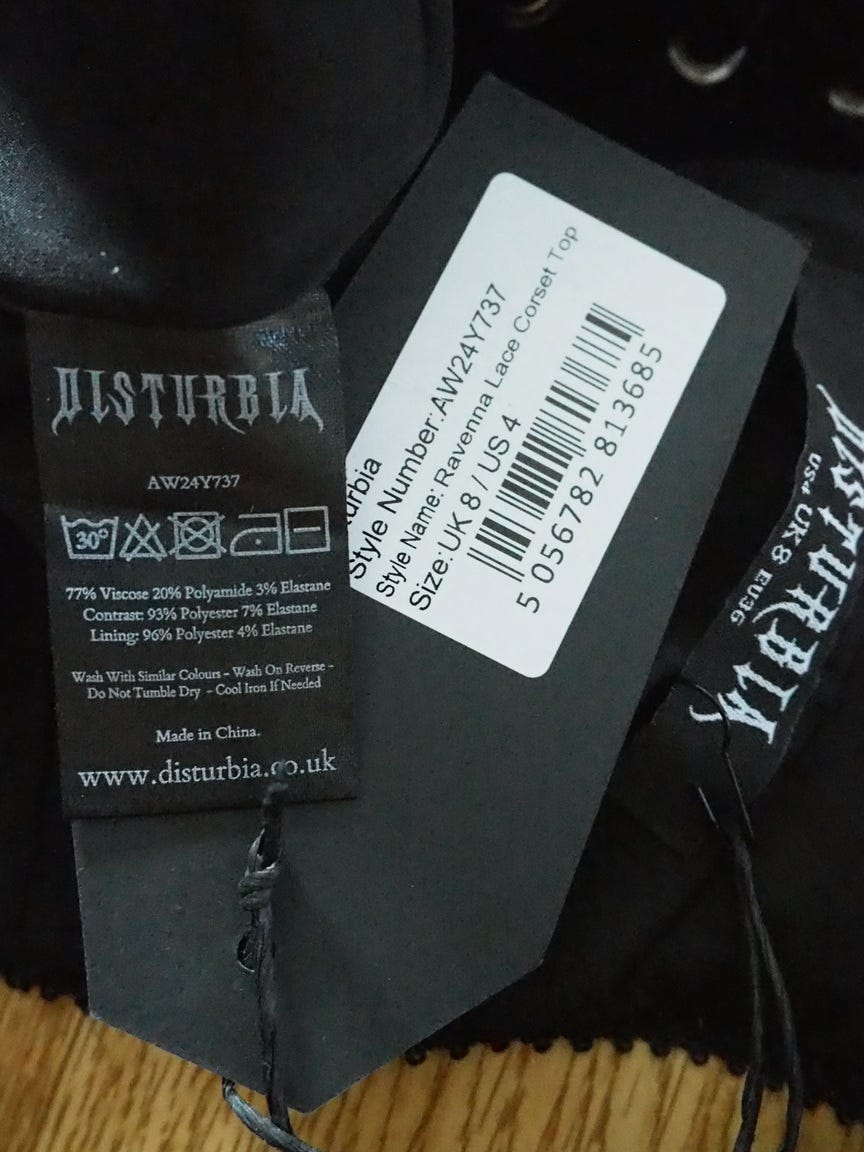 DISTURBIA
AW24Y737
30°
77% Viscose 20% Polyamide 3% Elastane
Contrast: 93% Polyester 7% Elastane
Lining: 96% Polyester 4% Elastane
Wash With Similar Colours - Wash On Reverse -
Do Not Tumble Dry - Cool Iron If Needed
Made in China.
www.disturbia.co.uk
urbia
Style Number:AW24Y737
Style Name: Ravenna Lace Corset Top
Size:UK 8 / US 4
5 056782 813685
DISTURBIA
US4 UK8 EU36